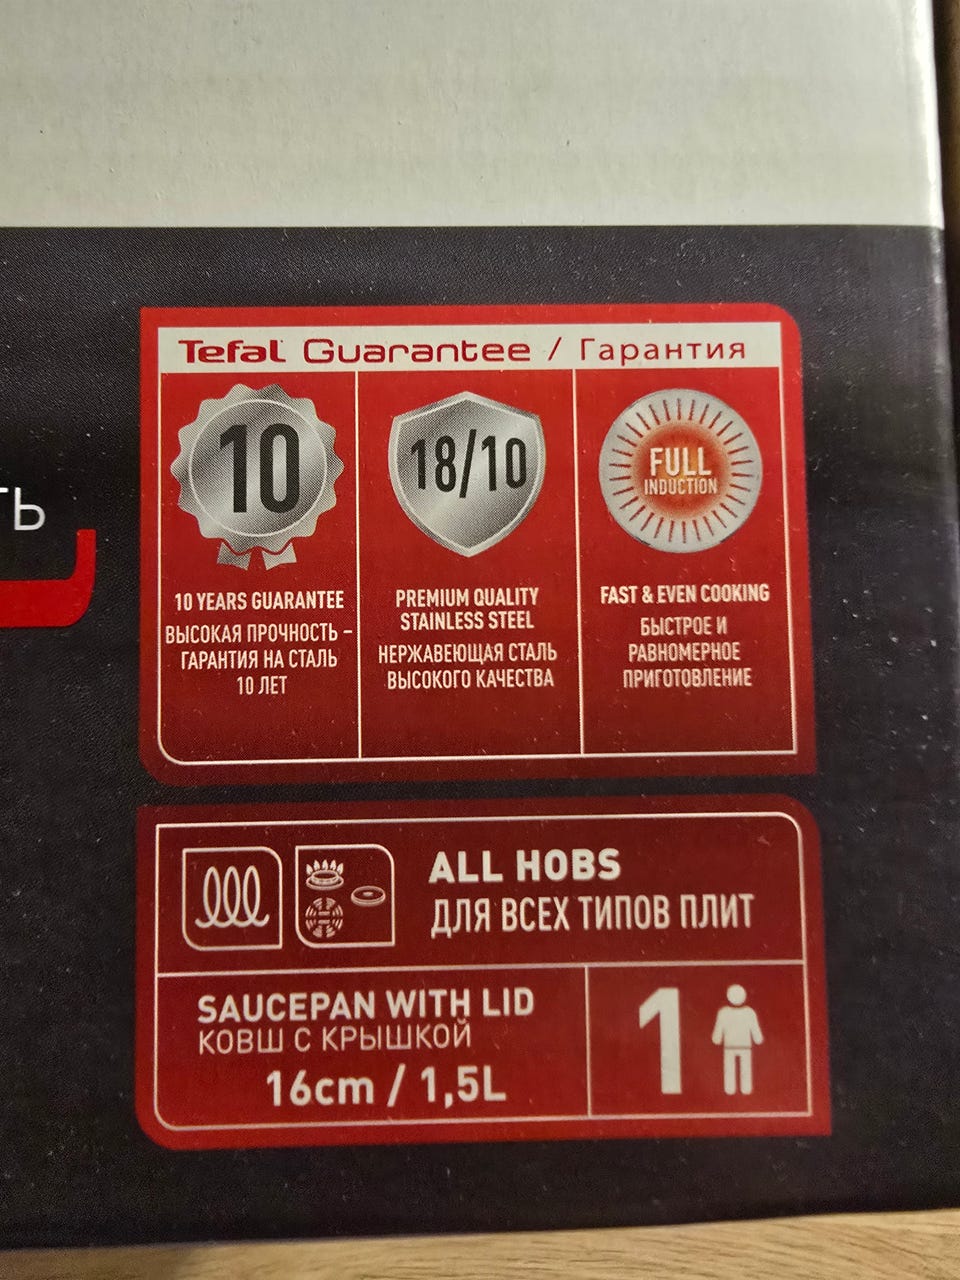 Tefal Guarantee / Гарантия
10
10 YEARS GUARANTEE
ВЫСОКАЯ ПРОЧНОСТЬ –
ГАРАНТИЯ НА СТАЛЬ
10 ЛЕТ
18/10
PREMIUM QUALITY
STAINLESS STEEL
НЕРЖАВЕЮЩАЯ СТАЛЬ
ВЫСОКОГО КАЧЕСТВА
FULL
INDUCTION
FAST & EVEN COOKING
БЫСТРОЕ И
РАВНОМЕРНОЕ
ПРИГОТОВЛЕНИЕ
ALL HOBS
ДЛЯ ВСЕХ ТИПОВ ПЛИТ
SAUCEPAN WITH LID
КОВШ С КРЫШКОЙ
16cm / 1,5L
1